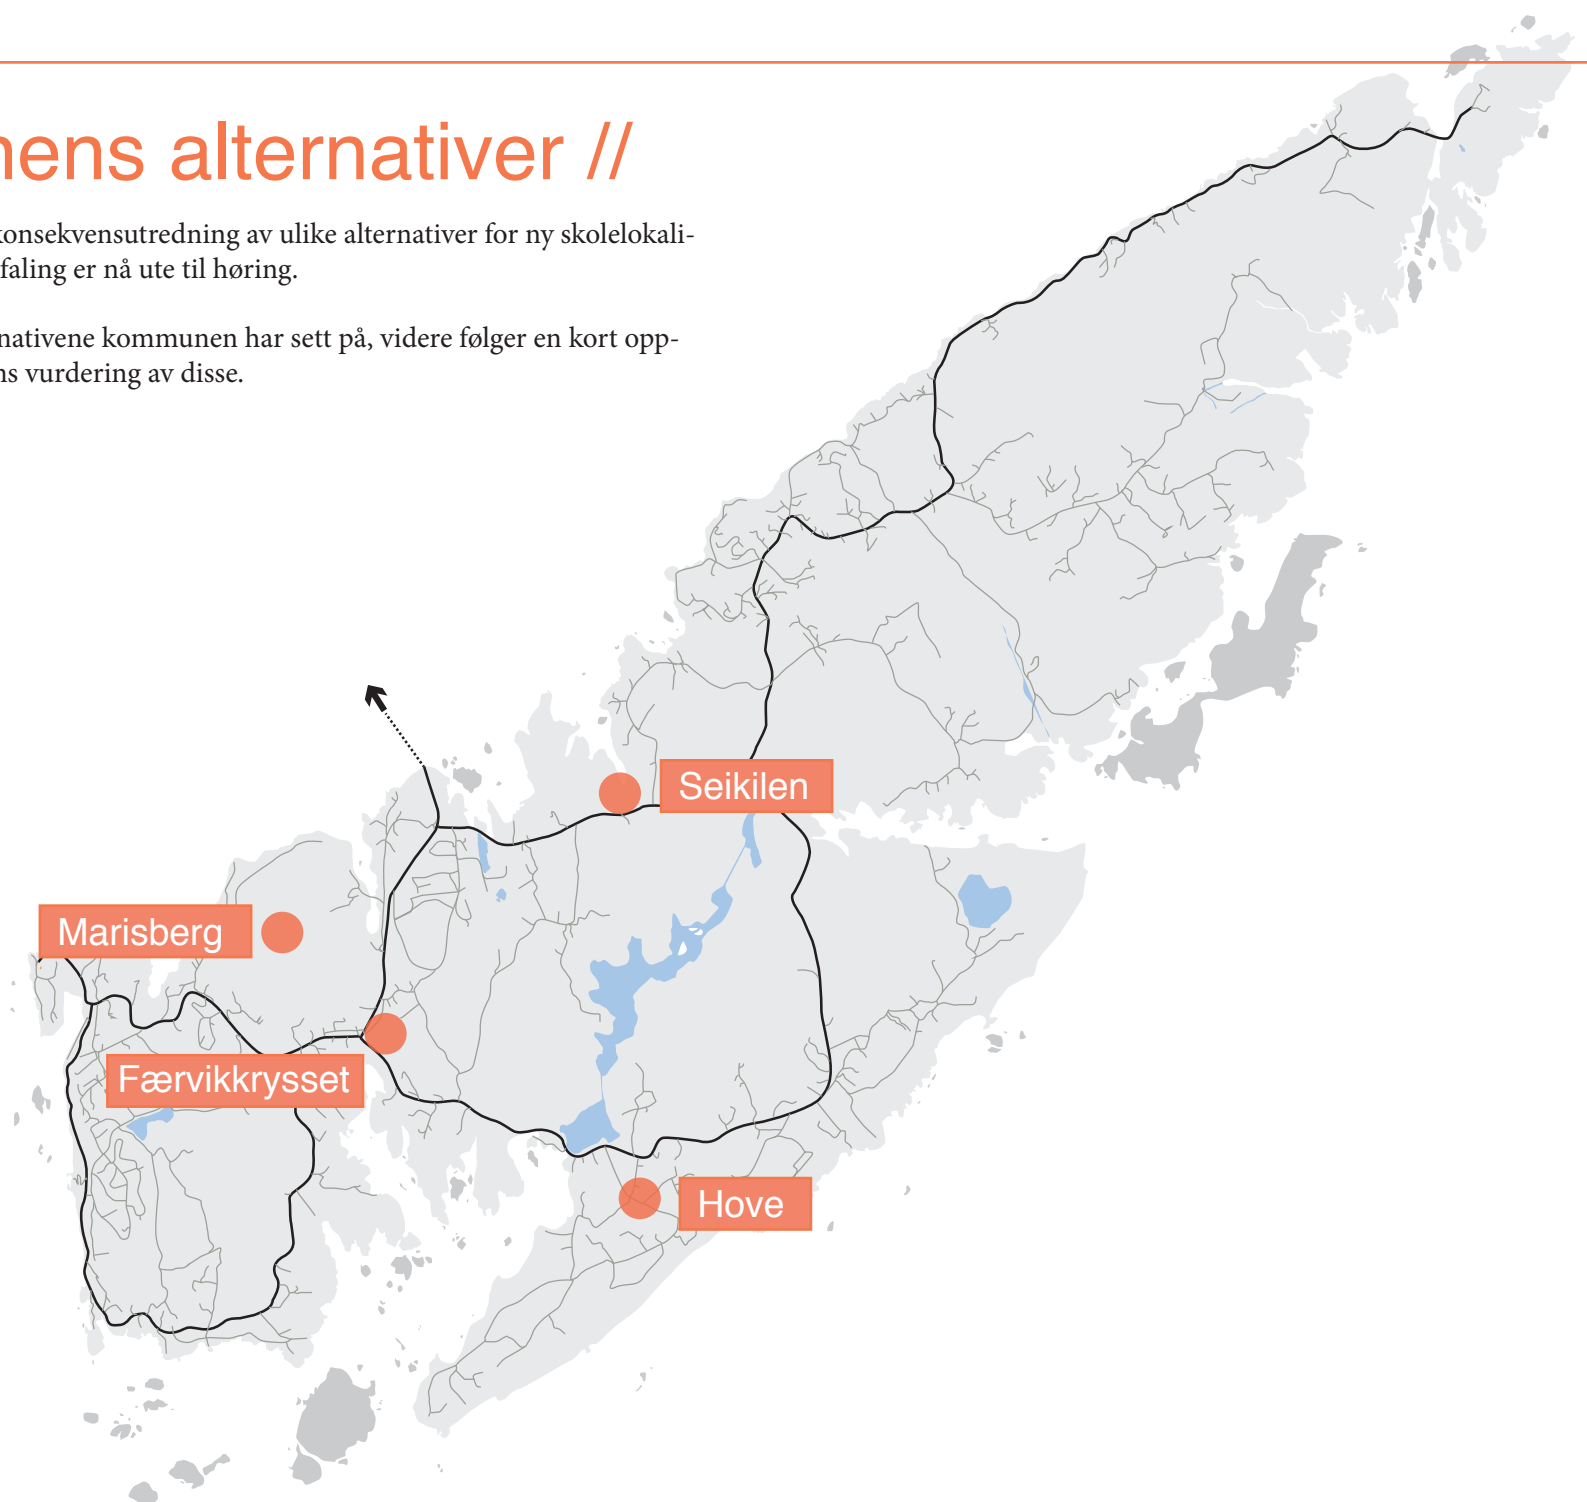 nens alternativer //
konsekvensutredning av ulike alternativer for ny skolelokali-
faling er nå ute til høring.
nativene kommunen har sett på, videre følger en kort opp-
ns vurdering av disse.
Seikilen
Marisberg
Færvikkrysset
Hove